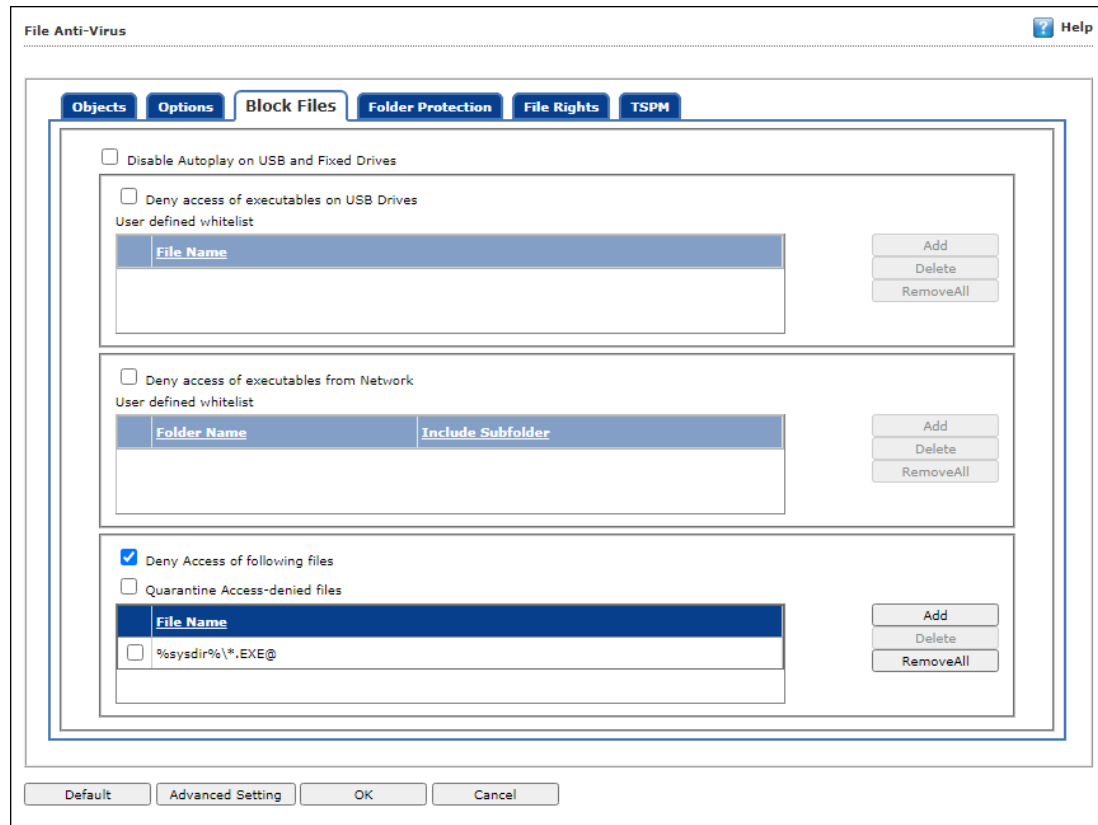 File Anti-Virus
? Help
Objects Options Block Files Folder Protection File Rights TSPM
Disable Autoplay on USB and Fixed Drives
Deny access of executables on USB Drives
User defined whitelist
File Name
Add
Delete
RemoveAll
Deny access of executables from Network
User defined whitelist
Folder Name Include Subfolder
Add
Delete
RemoveAll
Deny Access of following files
Quarantine Access-denied files
File Name
%sysdir%\*.EXE@
Add
Delete
RemoveAll
Default Advanced Setting OK Cancel